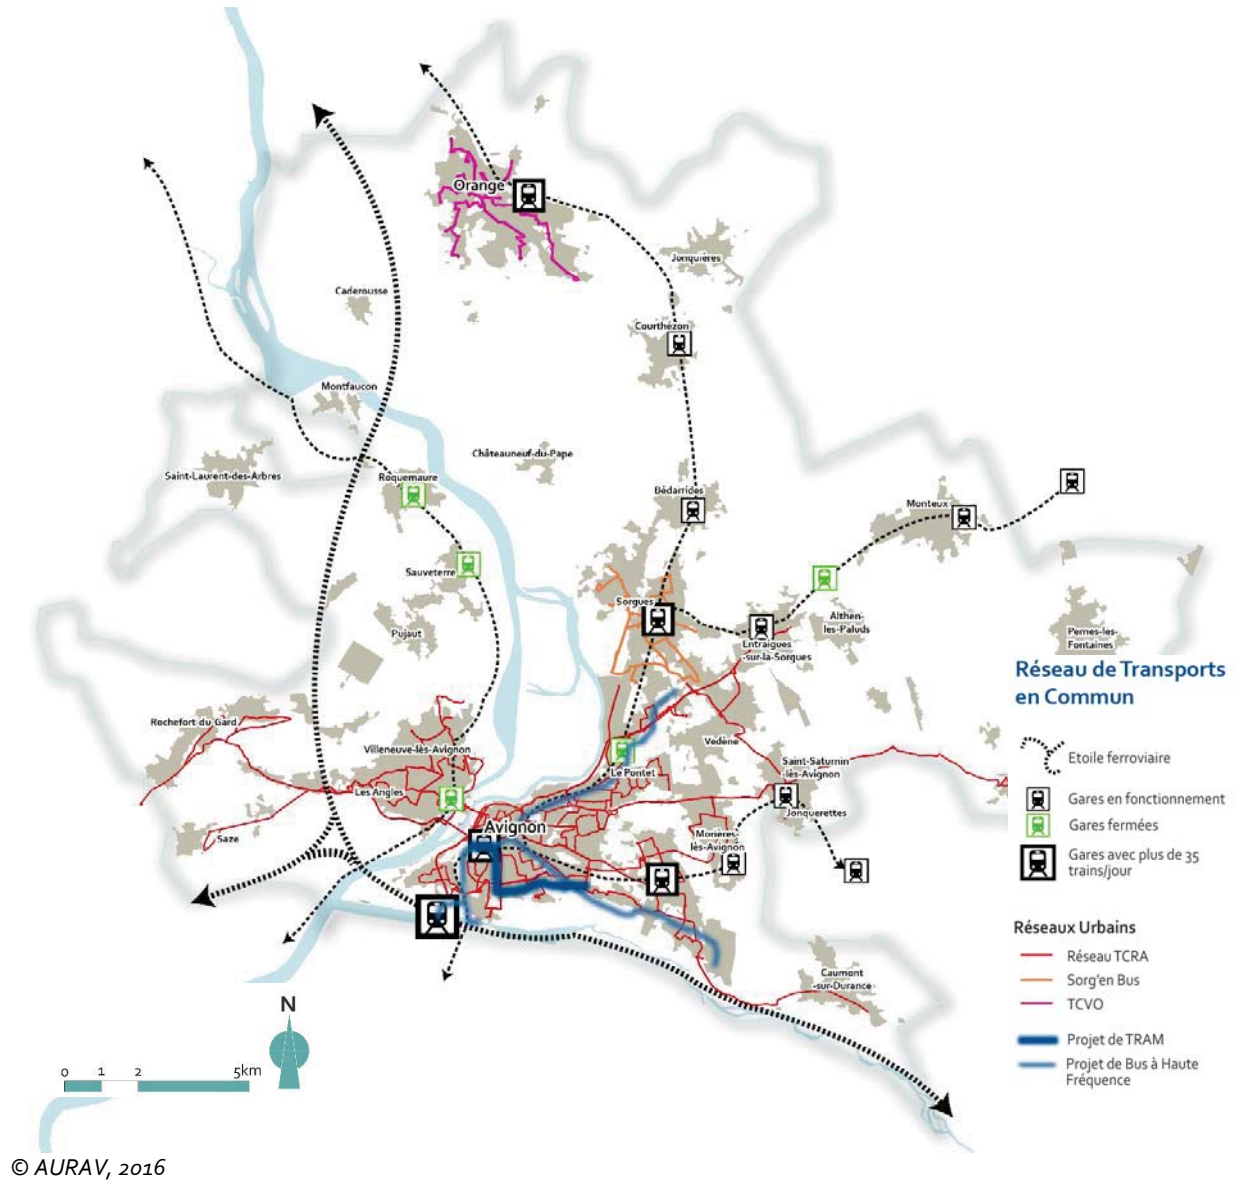 Orange
Jonquières
Caderousse
Courthézon
Montfaucon
Châteauneuf-du-Pape
Saint-Laurent-des-Arbres
Roquemaure
Bédarrides
Monteux
Sauveterre
Sorgues
Althen-
les-Paluds
Pujaut
Entraigues
-sur-la-Sorgues
Pernes-les-
Fontaines
Rochefort du Gard
Villeneuve-lès-Avignon
Vedène
Saint-Saturnin
-lès-Avignon
Le Pontet
Les Angles
Jonquerettes
Avignon
Morières-
lès-Avignon
Saze
Caumont
-sur-Durance
Réseau de Transports
en Commun
Etoile ferroviaire
Gares en fonctionnement
Gares fermées
Gares avec plus de 35
trains/jour
Réseaux Urbains
Réseau TCRA
Sorg'en Bus
TCVO
Projet de TRAM
Projet de Bus à Haute
Fréquence
N
0 1 2 5km
© AURAV, 2016